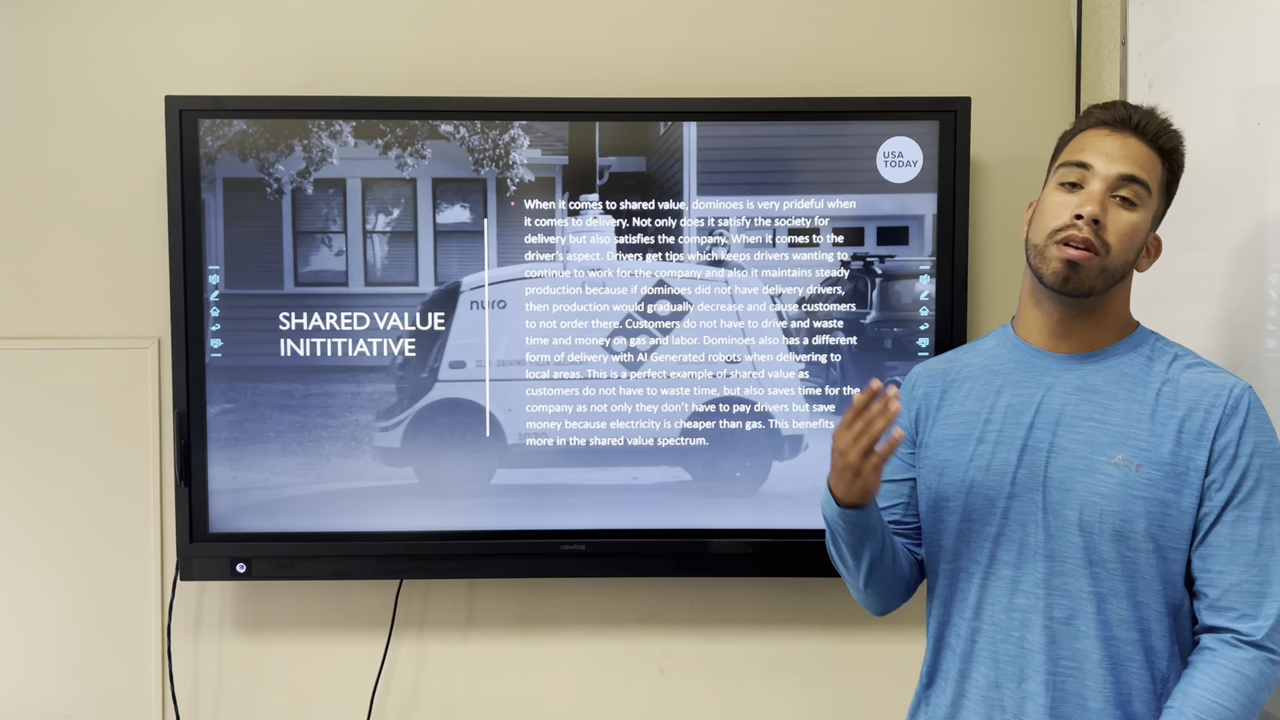 USA
TODAY
When it comes to shared value, dominoes is very prideful when
it comes to delivery. Not only does it satisfy the society for
delivery but also satisfies the company. When it comes to the
driver's aspect. Drivers get tips which keeps drivers wanting to
continue to work for the company and also it maintains steady
production because if dominoes did not have delivery drivers,
then production would gradually decrease and cause customers
to not order there. Customers do not have to drive and waste
time and money on gas and labor. Dominoes also has a different
form of delivery with AI Generated robots when delivering to
local areas. This is a perfect example of shared value as
customers do not have to waste time, but also saves time for the
company as not only they don't have to pay drivers but save
money because electricity is cheaper than gas. This benefits
more in the shared value spectrum.
SHARED VALUE
INITITIATIVE
nuro
newline